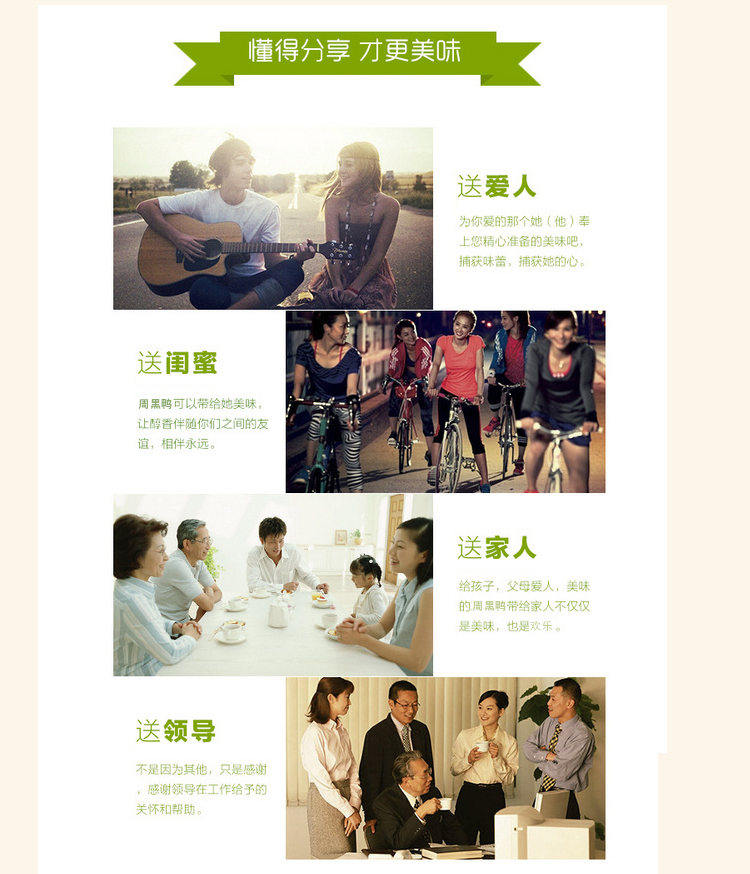 懂得分享 才更美味
送爱人
为你爱的那个她（他）奉
上您精心准备的美味吧，
捕获味蕾，捕获她的心。
送闺蜜
周黑鸭可以带给她美味，
让醇香伴随你们之间的友
谊，相伴永远。
送家人
给孩子，父母爱人，美味
的周黑鸭带给家人不仅仅
是美味，也是欢乐。
送领导
不是因为其他，只是感谢
，感谢领导在工作给予的
关怀和帮助。